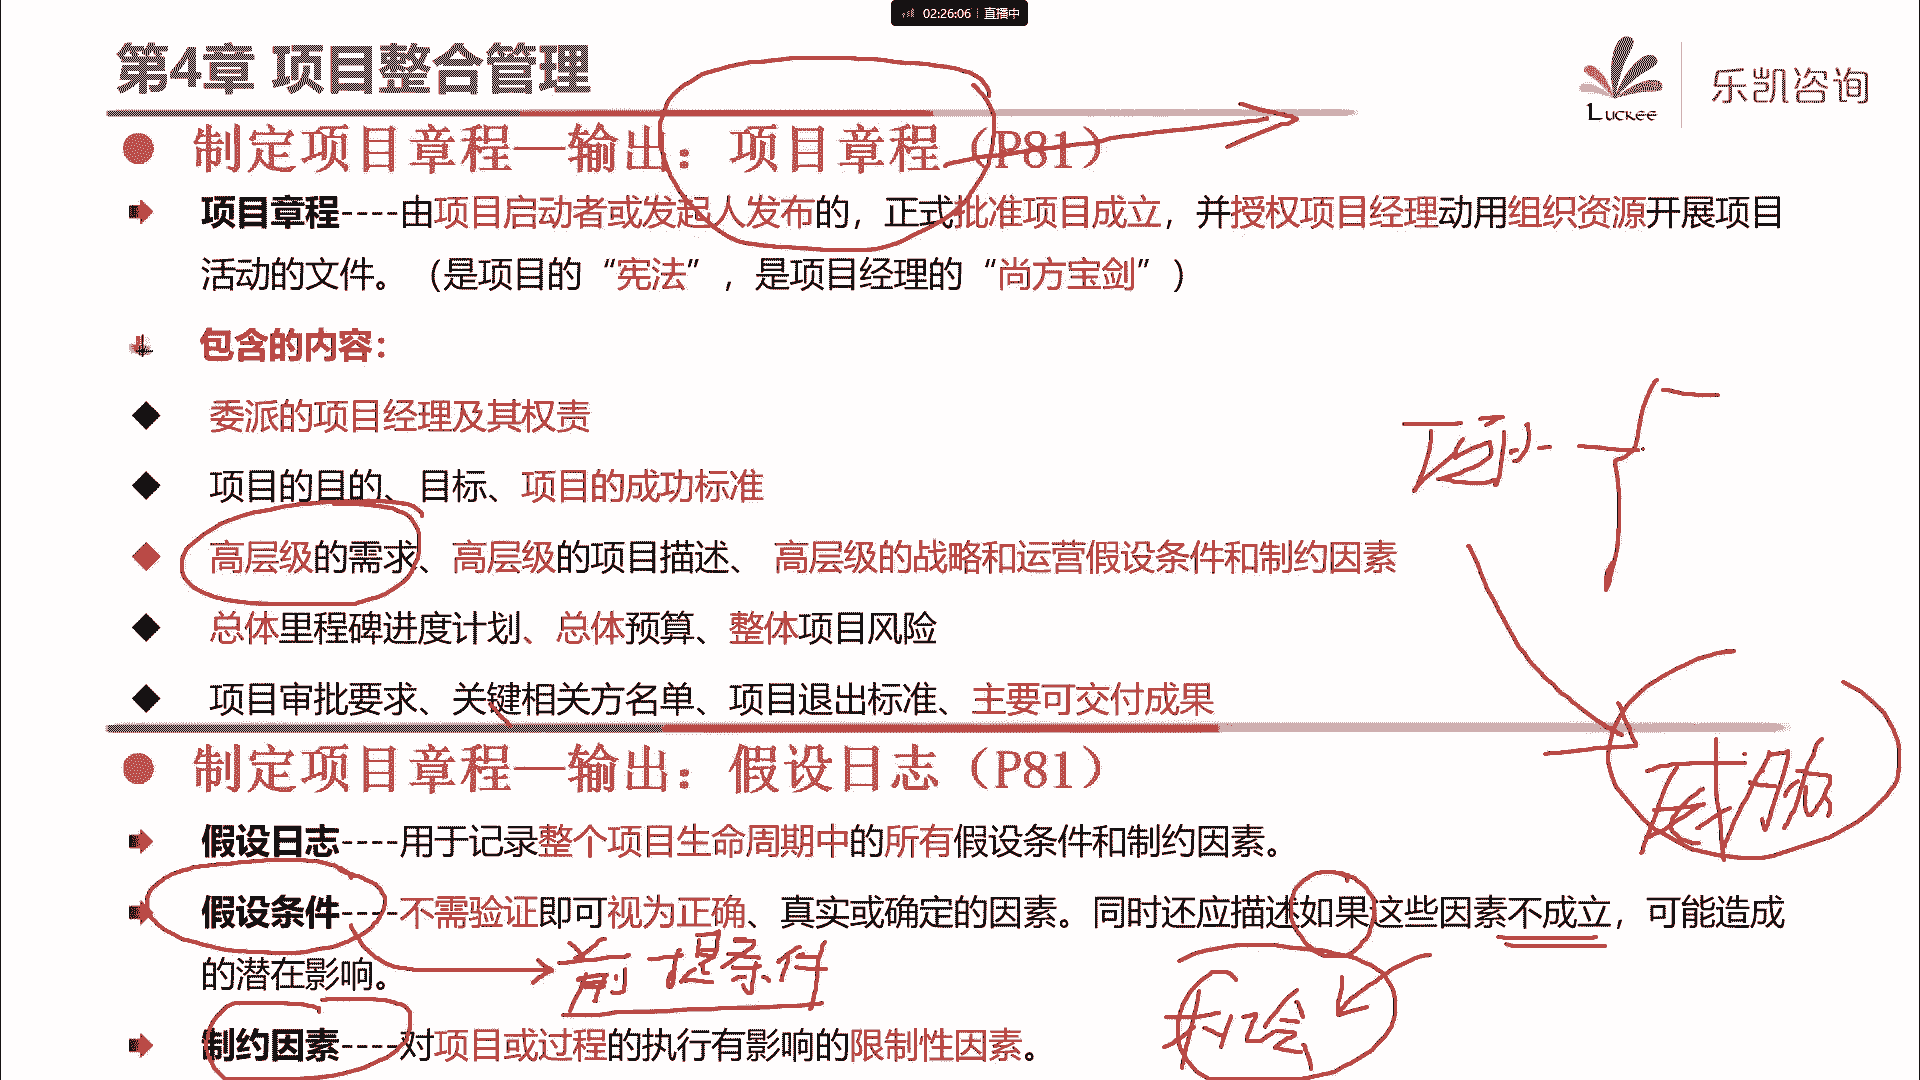 02:26:06 直播中
第4章 项目整合管理
LUCKEE 乐凯咨询
制定项目章程—输出：项目章程（P81）
项目章程----由项目启动者或发起人发布的，正式批准项目成立，并授权项目经理动用组织资源开展项目
活动的文件。（是项目的“宪法”，是项目经理的“尚方宝剑”）
包含的内容：
委派的项目经理及其权责
项目的目的、目标、项目的成功标准
高层级的需求、高层级的项目描述、 高层级的战略和运营假设条件和制约因素
总体里程碑进度计划、总体预算、整体项目风险
项目审批要求、关键相关方名单、项目退出标准、主要可交付成果
制定项目章程—输出：假设日志（P81）
假设日志----用于记录整个项目生命周期中的所有假设条件和制约因素。
假设条件----不需验证即可视为正确、真实或确定的因素。同时还应描述如果这些因素不成立，可能造成
的潜在影响。
前提条件
制约因素----对项目或过程的执行有影响的限制性因素。